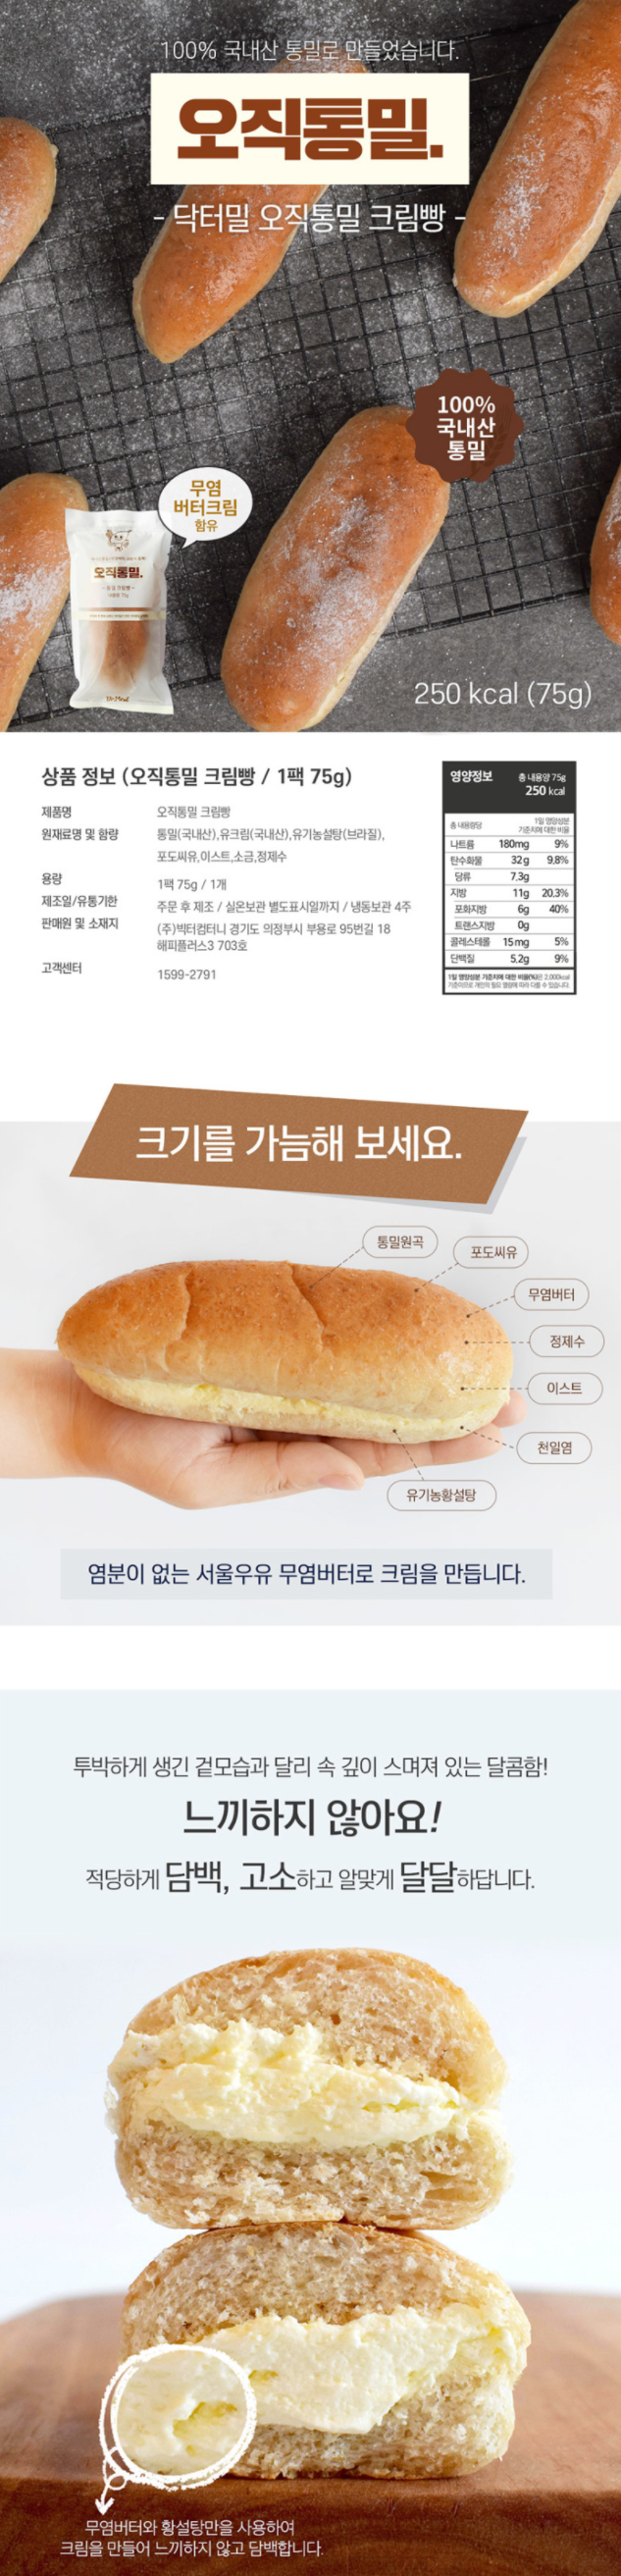 100% 국내산 통밀로 만들었습니다.
오직통밀.
- 닥터밀 오직통밀 크림빵 -
100%
국내산
통밀
무염
버터크림
함유
오직통밀.
250 kcal (75g)
상품 정보 (오직통밀 크림빵 / 1팩 75g)
제품명 오직통밀 크림빵
원재료명 및 함량 통밀(국내산),유크림(국내산),유기농설탕(브라질),
포도씨유,이스트,소금,정제수
용량 1팩 75g / 1개
제조일/유통기한 주문 후 제조 / 실온보관 별도표시일까지 / 냉동보관 4주
판매원 및 소재지 (주)빅터컴터니 경기도 의정부시 부용로 95번길 18
해피플러스3 703호
고객센터 1599-2791
영양정보 총 내용량 75g
250 kcal
총 내용량당 1일 영양성분
기준치에 대한 비율
나트륨 180mg 9%
탄수화물 32g 9.8%
당류 7.3g
지방 11g 20.3%
포화지방 6g 40%
트랜스지방 0g
콜레스테롤 15mg 5%
단백질 5.2g 9%
1일 영양성분 기준치에 대한 비율(%)은 2,000kcal
기준이므로 개인의 필요 열량에 따라 다를 수 있습니다.
크기를 가늠해 보세요.
통밀원곡
포도씨유
무염버터
정제수
이스트
천일염
유기농황설탕
염분이 없는 서울우유 무염버터로 크림을 만듭니다.
투박하게 생긴 겉모습과 달리 속 깊이 스며져 있는 달콤함!
느끼하지 않아요!
적당하게 담백, 고소하고 알맞게 달달하답니다.
무염버터와 황설탕만을 사용하여
크림을 만들어 느끼하지 않고 담백합니다.